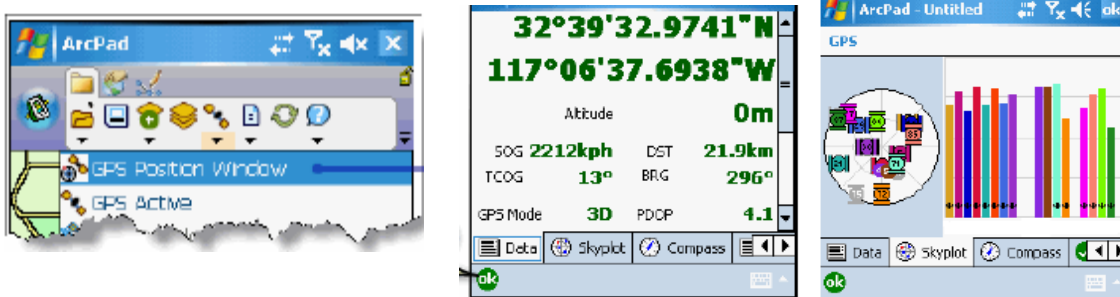 ArcPad
GPS Position Window
GPS Active
32°39'32.9741"N
117°06'37.6938"W
Altitude 0m
SOG 2212kph DST 21.9km
TCOG 13° BRG 296°
GPS Mode 3D PDOP 4.1
Data Skyplot Compass
ok
ArcPad - Untitled ok
GPS
Data Skyplot Compass
ok